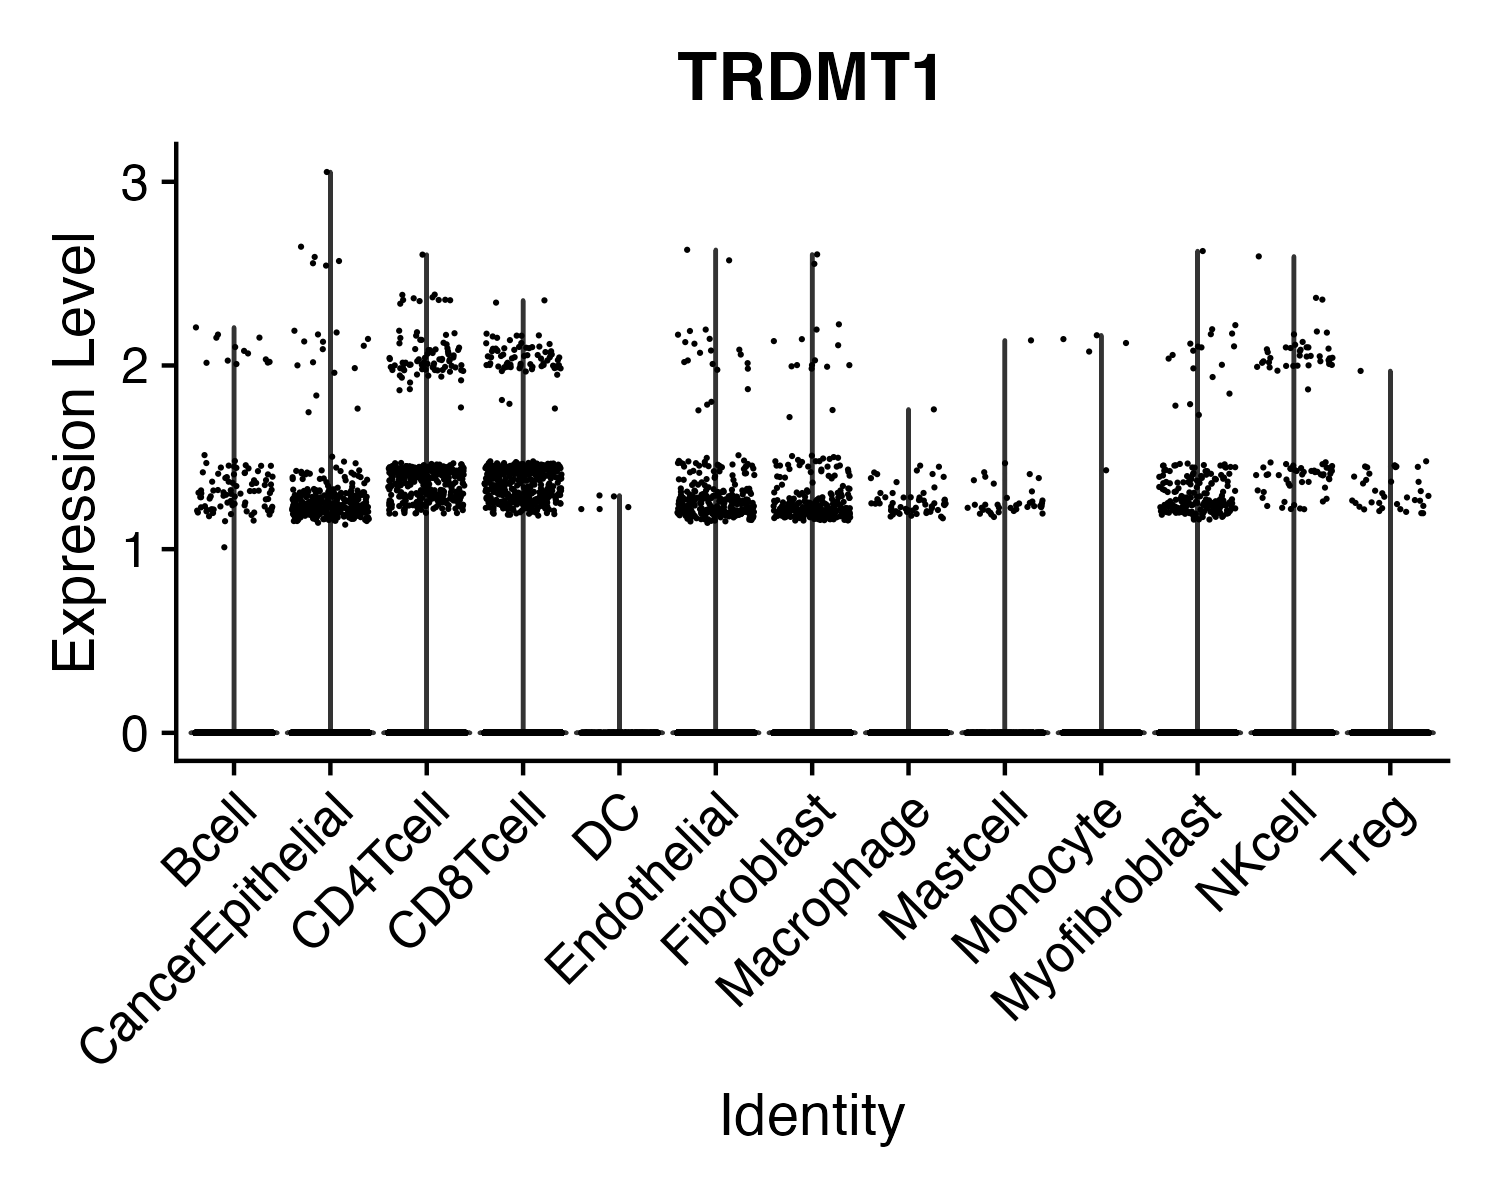 TRDMT1
Expression Level
3
2
1
0
Bcell
CancerEpithelial
CD4Tcell
CD8Tcell
DC
Endothelial
Fibroblast
Macrophage
Mastcell
Monocyte
Myofibroblast
NKcell
Treg
Identity